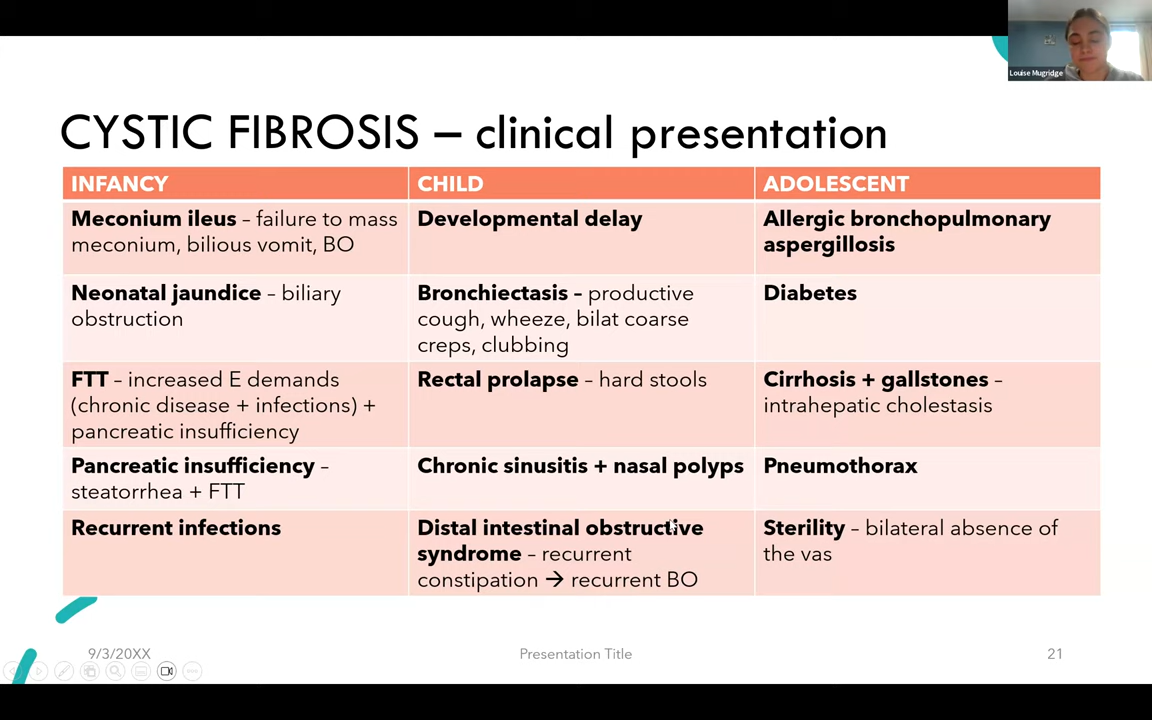 Louise Mugridge
CYSTIC FIBROSIS – clinical presentation
INFANCY
CHILD
ADOLESCENT
Meconium ileus – failure to mass
meconium, bilious vomit, BO
Developmental delay
Allergic bronchopulmonary
aspergillosis
Neonatal jaundice – biliary
obstruction
Bronchiectasis – productive
cough, wheeze, bilat coarse
creps, clubbing
Diabetes
FTT – increased E demands
(chronic disease + infections) +
pancreatic insufficiency
Rectal prolapse – hard stools
Cirrhosis + gallstones –
intrahepatic cholestasis
Pancreatic insufficiency –
steatorrhea + FTT
Chronic sinusitis + nasal polyps
Pneumothorax
Recurrent infections
Distal intestinal obstructive
syndrome – recurrent
constipation → recurrent BO
Sterility – bilateral absence of
the vas
9/3/20XX
Presentation Title
21